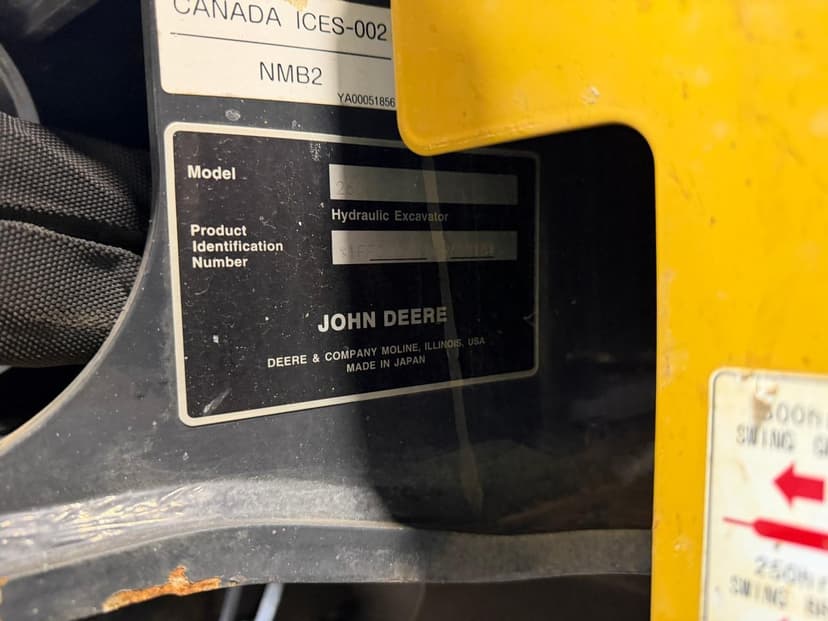 CANADA ICES-002
NMB2
YA00051856
Model
Hydraulic Excavator
Product
Identification
Number
JOHN DEERE
DEERE & COMPANY MOLINE, ILLINOIS, USA
MADE IN JAPAN
SWING
250h
SWING